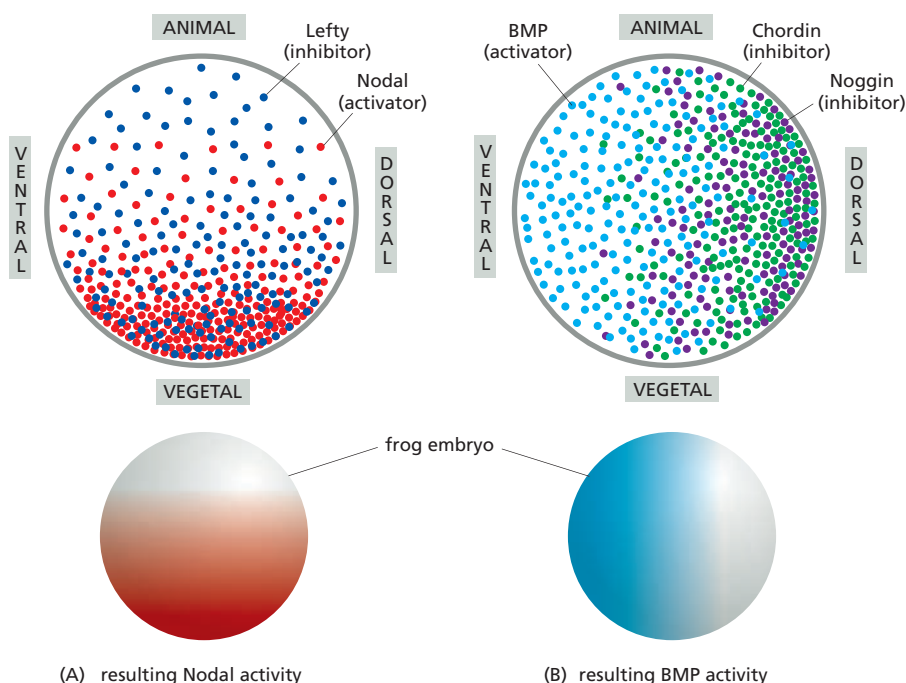 ANIMAL
Lefty
(inhibitor)
Nodal
(activator)
VENTRAL
DORSAL
VEGETAL
BMP
(activator)
ANIMAL
Chordin
(inhibitor)
Noggin
(inhibitor)
VENTRAL
DORSAL
VEGETAL
frog embryo
(A) resulting Nodal activity
(B) resulting BMP activity